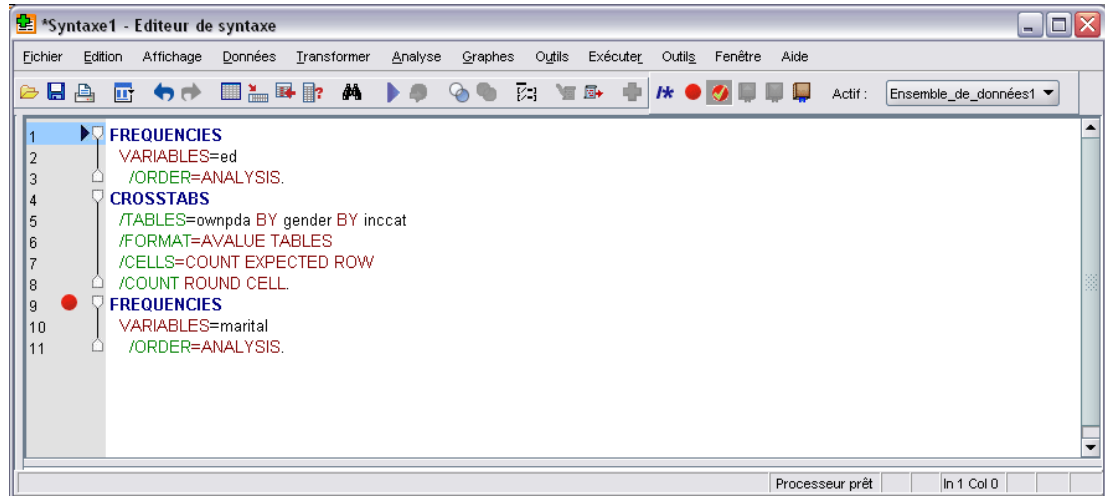 *Syntaxe1 - Editeur de syntaxe
Fichier Edition Affichage Données Transformer Analyse Graphes Outils Exécuter Outils Fenêtre Aide
Actif : Ensemble_de_données1
1 FREQUENCIES
2 VARIABLES=ed
3 /ORDER=ANALYSIS.
4 CROSSTABS
5 /TABLES=ownpda BY gender BY inccat
6 /FORMAT=AVALUE TABLES
7 /CELLS=COUNT EXPECTED ROW
8 /COUNT ROUND CELL.
9 FREQUENCIES
10 VARIABLES=marital
11 /ORDER=ANALYSIS.
Processeur prêt In 1 Col 0